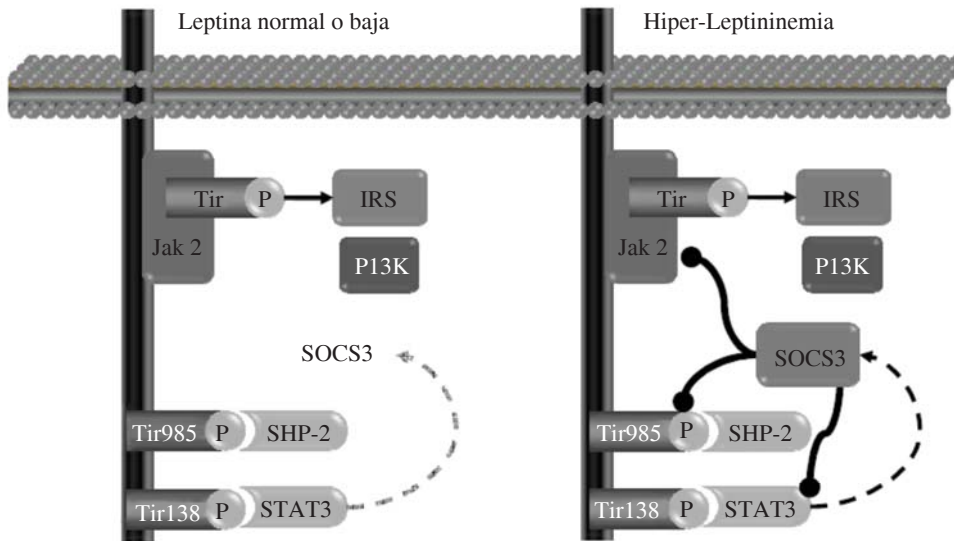 Leptina normal o baja
Hiper-Leptininemia
Tir P IRS
Jak 2
P13K
SOCS3
Tir985 P SHP-2
Tir138 P STAT3
Tir P IRS
Jak 2
P13K
SOCS3
Tir985 P SHP-2
Tir138 P STAT3